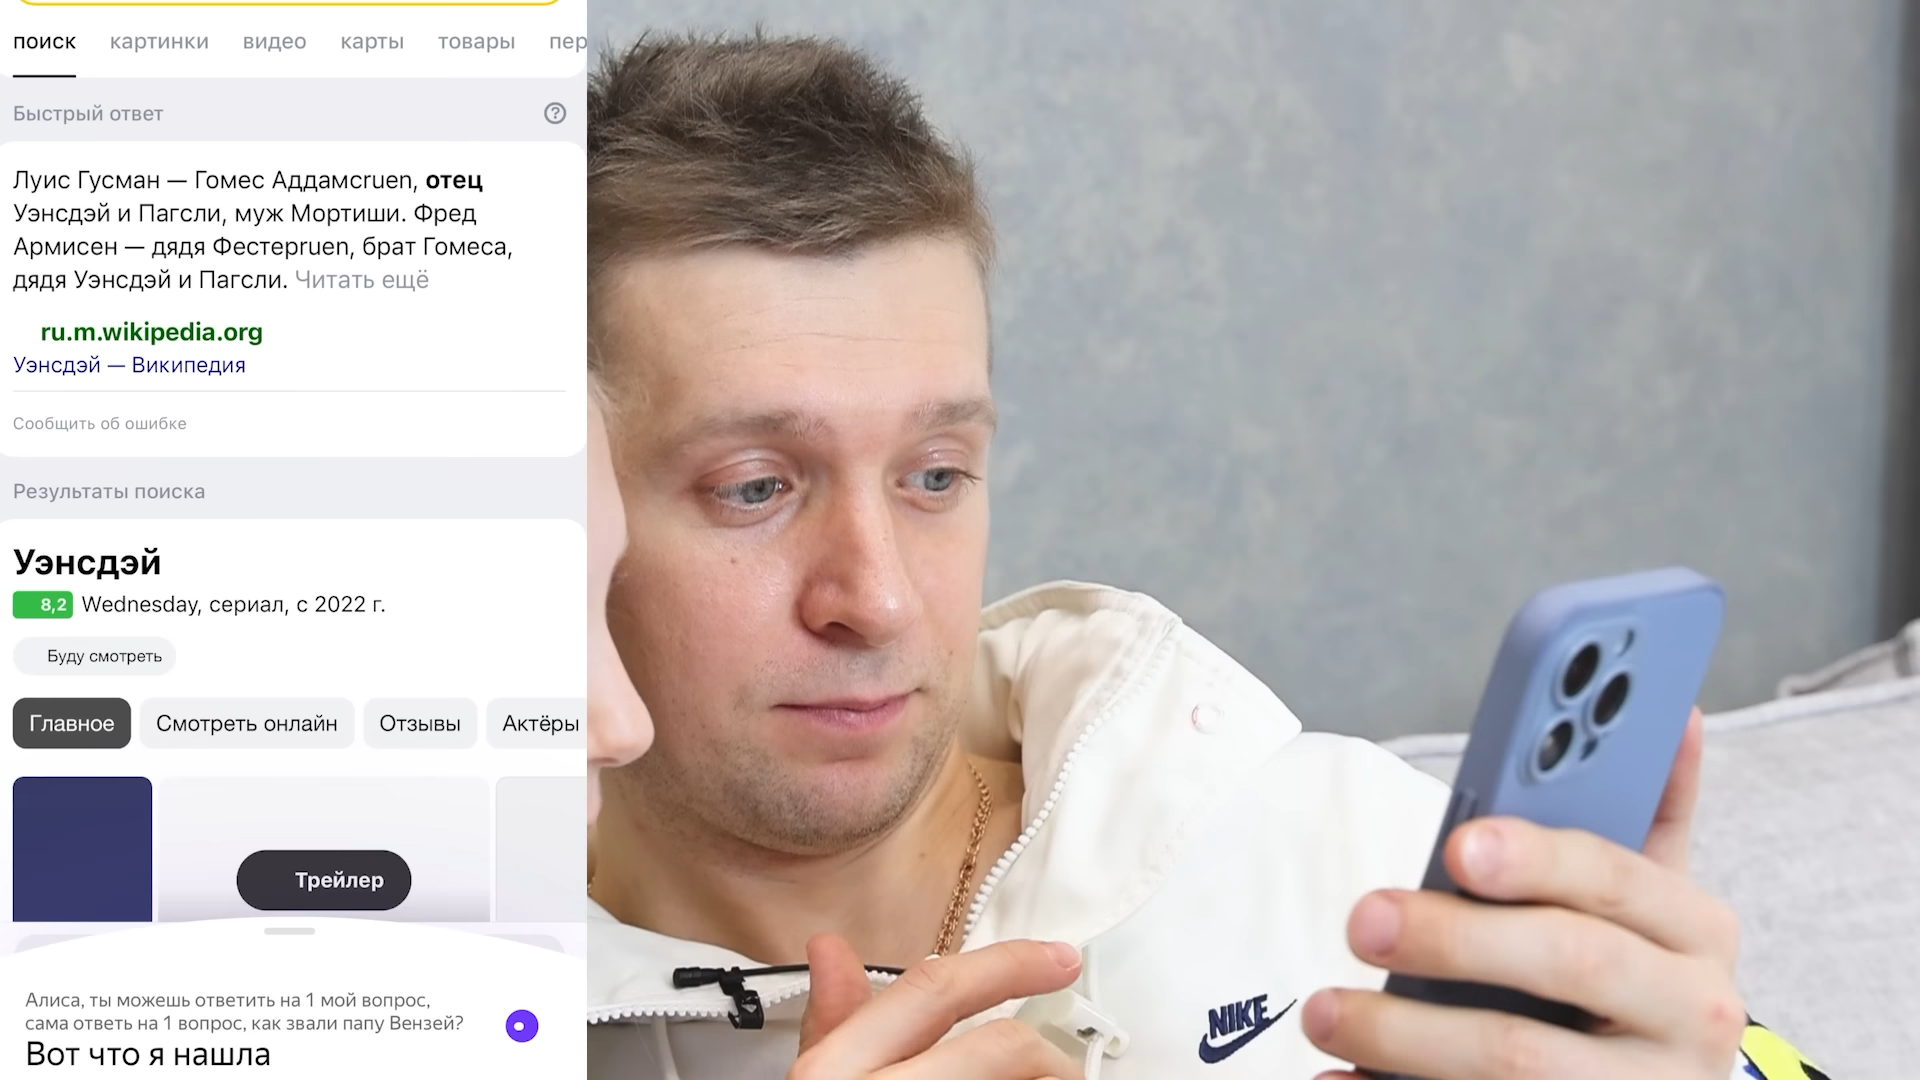 поиск картинки видео карты товары пер
Быстрый ответ
Луис Гусман — Гомес Аддамсruen, отец
Уэнсдэй и Пагсли, муж Мортиши. Фред
Армисен — дядя Фестерruen, брат Гомеса,
дядя Уэнсдэй и Пагсли. Читать ещё
ru.m.wikipedia.org
Уэнсдэй — Википедия
Сообщить об ошибке
Результаты поиска
Уэнсдэй
8,2 Wednesday, сериал, с 2022 г.
Буду смотреть
Главное Смотреть онлайн Отзывы Актёры
Трейлер
Алиса, ты можешь ответить на 1 мой вопрос,
сама ответь на 1 вопрос, как звали папу Вензей?
Вот что я нашла
NIKE